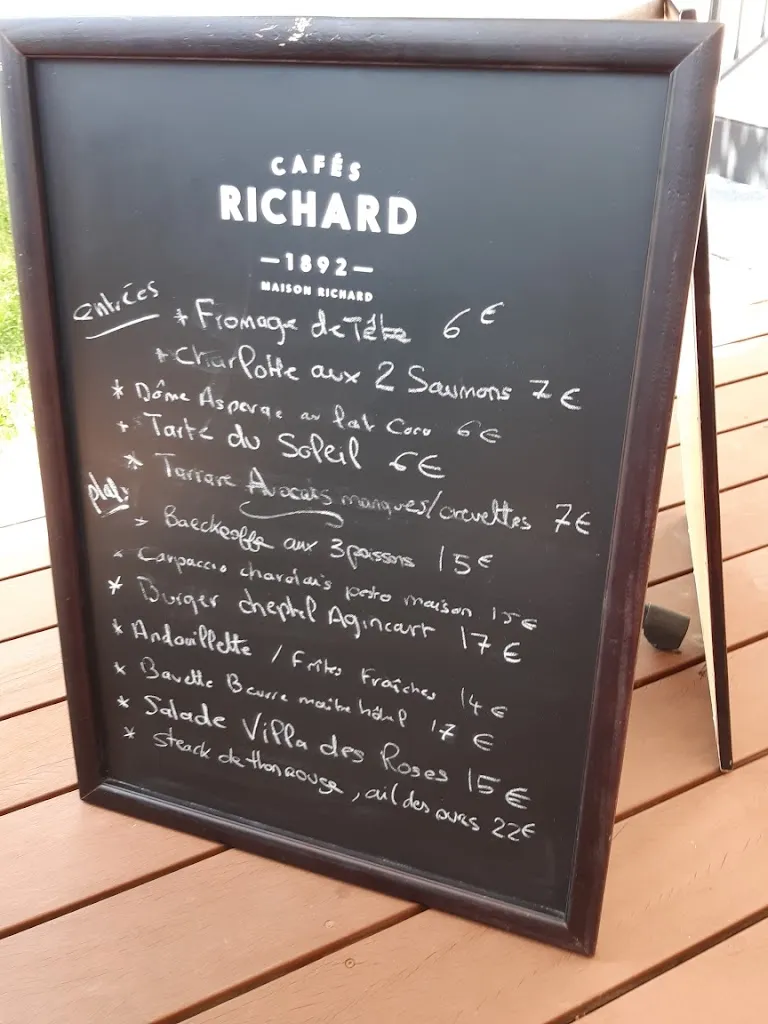 CAFÉS
RICHARD
—1892—
MAISON RICHARD
entrées
* Fromage de Tête 6€
* Charlotte aux 2 Saumons 7€
* Dôme Asperge au lait Coco 6€
* Tarte du Soleil 6€
* Tartare Avocats mangues/crevettes 7€
plats
* Baeckeoffe aux 3 poissons 15€
* Carpaccio charolais pesto maison 15€
* Burger cheptel Agincart 17€
* Andouillette / Frites Fraîches 14€
* Bavette Beurre maître hôtel 17€
* Salade Villa des Roses 15€
* Steack de thon rouge, ail des ours 22€